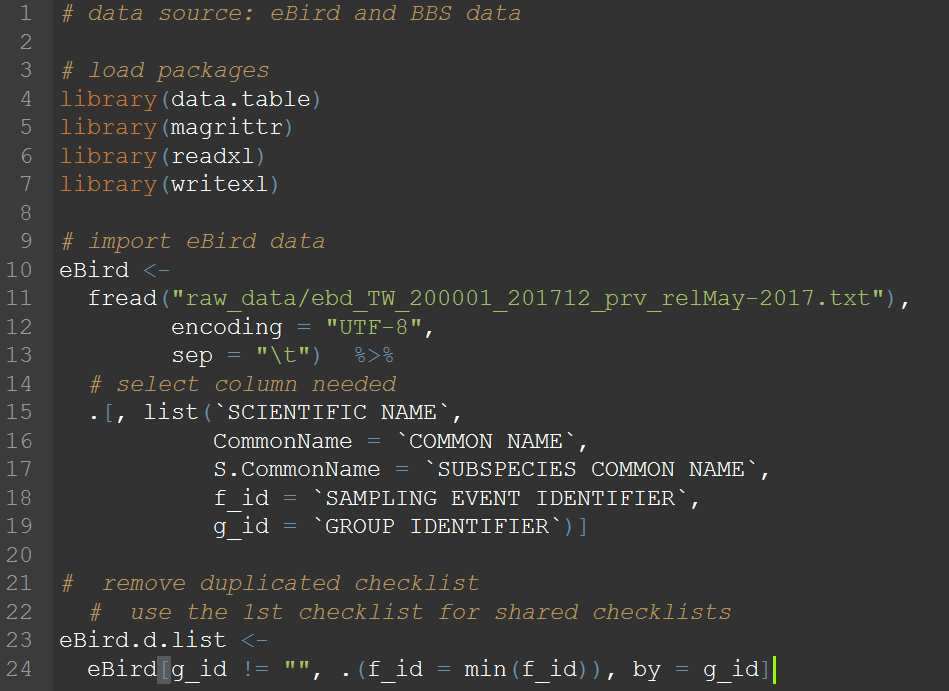 1 # data source: eBird and BBS data
2
3 # load packages
4 library(data.table)
5 library(magrittr)
6 library(readxl)
7 library(writexl)
8
9 # import eBird data
10 eBird <-
11   fread("raw_data/ebd_TW_200001_201712_prv_relMay-2017.txt"),
12         encoding = "UTF-8",
13         sep = "\t")  %>%
14   # select column needed
15   .[, list(`SCIENTIFIC NAME`,
16            CommonName = `COMMON NAME`,
17            S.CommonName = `SUBSPECIES COMMON NAME`,
18            f_id = `SAMPLING EVENT IDENTIFIER`,
19            g_id = `GROUP IDENTIFIER`)]
20
21 #  remove duplicated checklist
22   #  use the 1st checklist for shared checklists
23 eBird.d.list <-
24   eBird[g_id != "", .(f_id = min(f_id)), by = g_id]